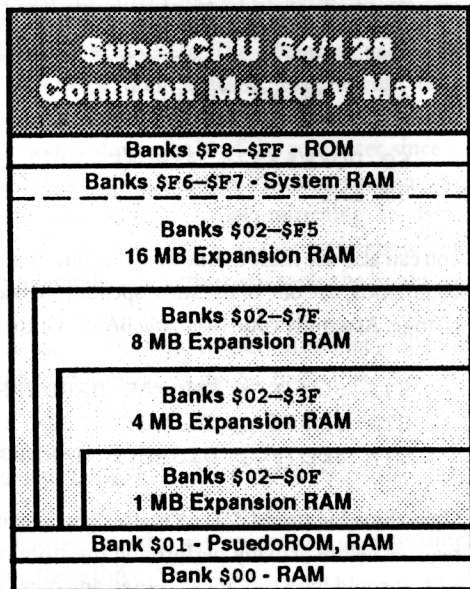 SuperCPU 64/128
Common Memory Map
Banks $F8–$FF - ROM
Banks $F6–$F7 - System RAM
Banks $02–$F5
16 MB Expansion RAM
Banks $02–$7F
8 MB Expansion RAM
Banks $02–$3F
4 MB Expansion RAM
Banks $02–$0F
1 MB Expansion RAM
Bank $01 - PsuedoROM, RAM
Bank $00 - RAM